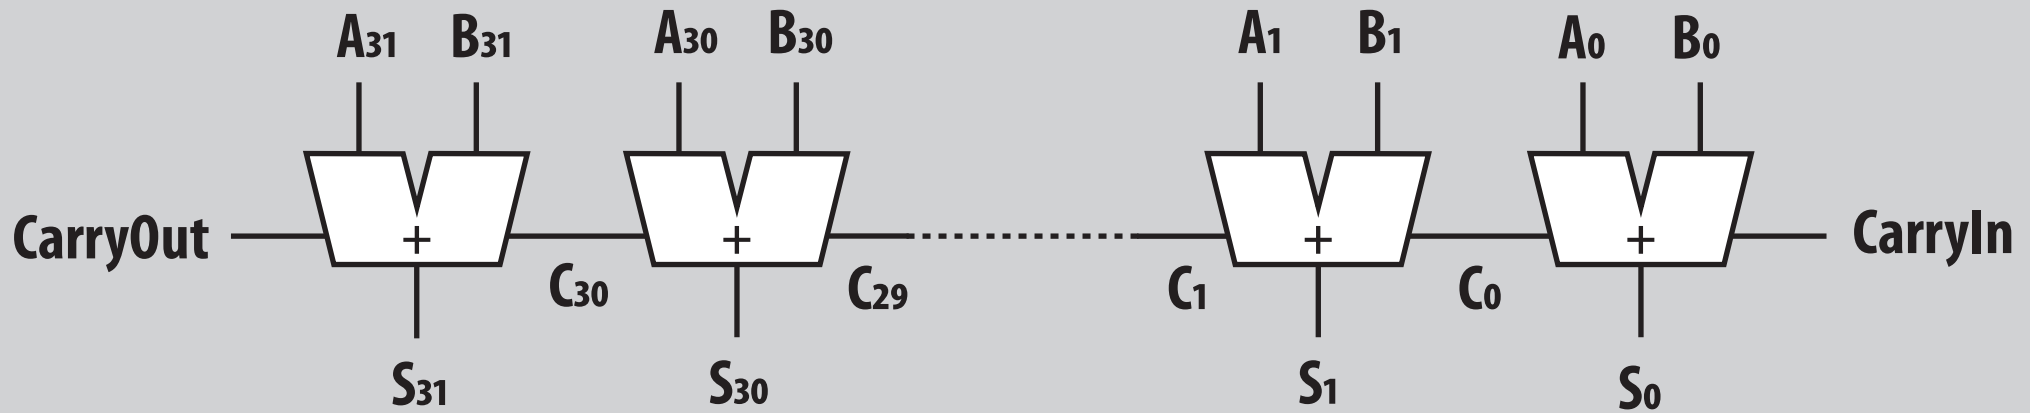 A31 B31 A30 B30 A1 B1 A0 B0
CarryOut + + + + CarryIn
C30 C29 C1 C0
S31 S30 S1 S0